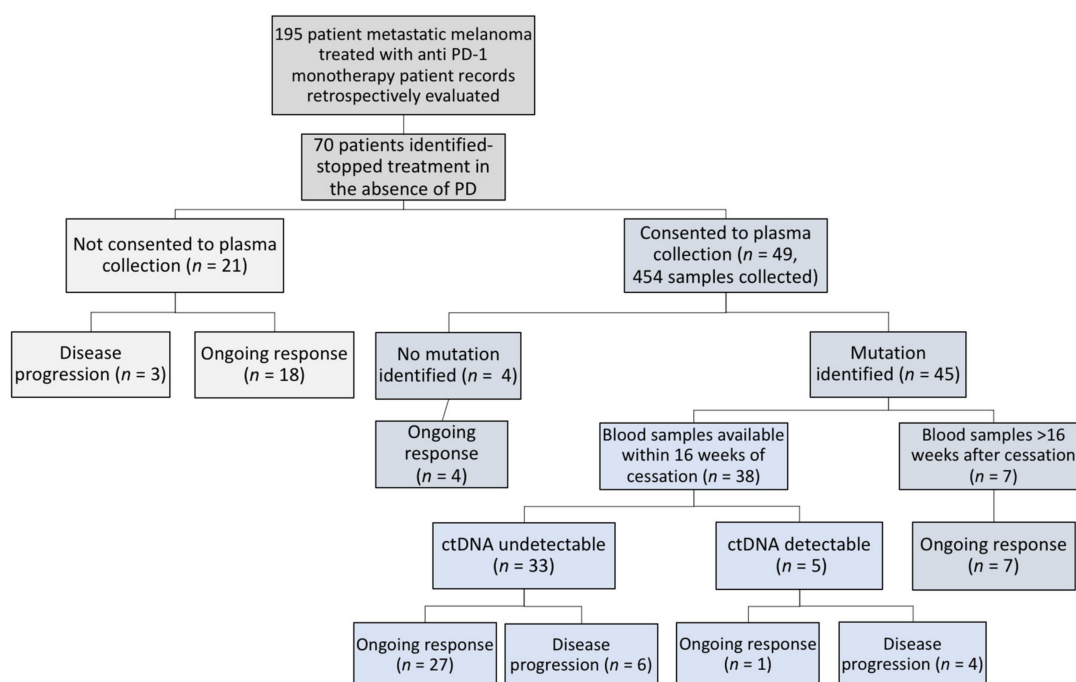 195 patient metastatic melanoma
treated with anti PD-1
monotherapy patient records
retrospectively evaluated
70 patients identified-
stopped treatment in
the absence of PD
Not consented to plasma
collection (n = 21)
Consented to plasma
collection (n = 49,
454 samples collected)
Disease
progression (n = 3)
Ongoing response
(n = 18)
No mutation
identified (n = 4)
Mutation
identified (n = 45)
Ongoing
response
(n = 4)
Blood samples available
within 16 weeks of
cessation (n = 38)
Blood samples >16
weeks after cessation
(n = 7)
ctDNA undetectable
(n = 33)
ctDNA detectable
(n = 5)
Ongoing response
(n = 7)
Ongoing response
(n = 27)
Disease
progression (n = 6)
Ongoing response
(n = 1)
Disease
progression (n = 4)